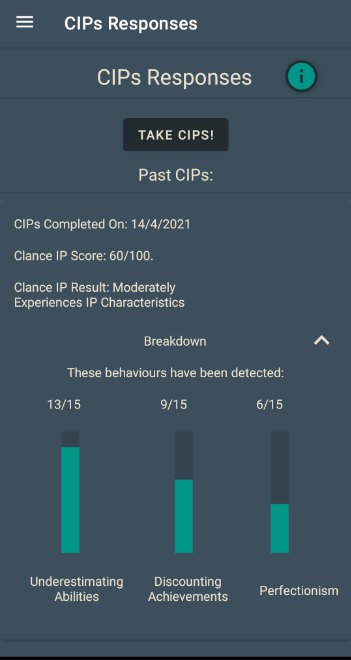 CIPs Responses
CIPs Responses
i
TAKE CIPS!
Past CIPs:
CIPs Completed On: 14/4/2021
Clance IP Score: 60/100.
Clance IP Result: Moderately
Experiences IP Characteristics
Breakdown
These behaviours have been detected:
13/15 9/15 6/15
Underestimating Discounting Perfectionism
Abilities Achievements